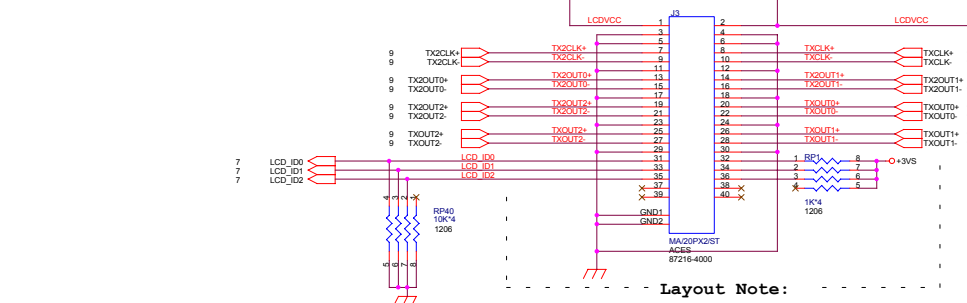 J3
LCDVCC 1 2 LCDVCC
3 4
5 6
9 TX2CLK+ TX2CLK+ 7 8 TXCLK+ TXCLK+
9 TX2CLK- TX2CLK- 9 10 TXCLK- TXCLK-
11 12
9 TX2OUT0+ TX2OUT0+ 13 14 TX2OUT1+ TX2OUT1+
9 TX2OUT0- TX2OUT0- 15 16 TX2OUT1- TX2OUT1-
17 18
9 TX2OUT2+ TX2OUT2+ 19 20 TXOUT0+ TXOUT0+
9 TX2OUT2- TX2OUT2- 21 22 TXOUT0- TXOUT0-
23 24
9 TXOUT2+ TXOUT2+ 25 26 TXOUT1+ TXOUT1+
9 TXOUT2- TXOUT2- 27 28 TXOUT1- TXOUT1-
29 30
7 LCD_ID0 LCD_ID0 31 32 1 RP1 8 +3VS
7 LCD_ID1 LCD_ID1 33 34 2 7
7 LCD_ID2 LCD_ID2 35 36 3 6
37 38 4 5
39 40
4 3 2 1
RP40
10K*4
1206
5 6 7 8
GND1
GND2
1K*4
1206
MA/20PX2/ST
ACES
87216-4000
Layout Note: